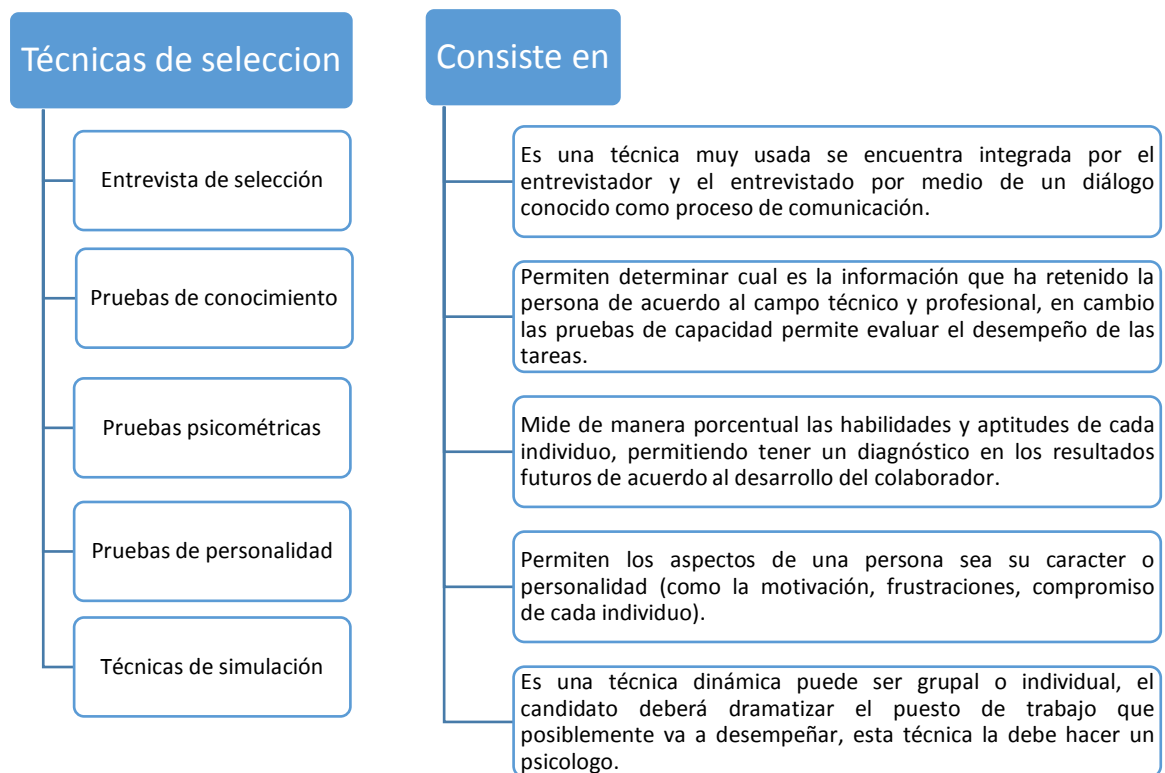 Técnicas de seleccion
Entrevista de selección
Pruebas de conocimiento
Pruebas psicométricas
Pruebas de personalidad
Técnicas de simulación
Consiste en
Es una técnica muy usada se encuentra integrada por el
entrevistador y el entrevistado por medio de un diálogo
conocido como proceso de comunicación.
Permiten determinar cual es la información que ha retenido la
persona de acuerdo al campo técnico y profesional, en cambio
las pruebas de capacidad permite evaluar el desempeño de las
tareas.
Mide de manera porcentual las habilidades y aptitudes de cada
individuo, permitiendo tener un diagnóstico en los resultados
futuros de acuerdo al desarrollo del colaborador.
Permiten los aspectos de una persona sea su caracter o
personalidad (como la motivación, frustraciones, compromiso
de cada individuo).
Es una técnica dinámica puede ser grupal o individual, el
candidato deberá dramatizar el puesto de trabajo que
posiblemente va a desempeñar, esta técnica la debe hacer un
psicologo.